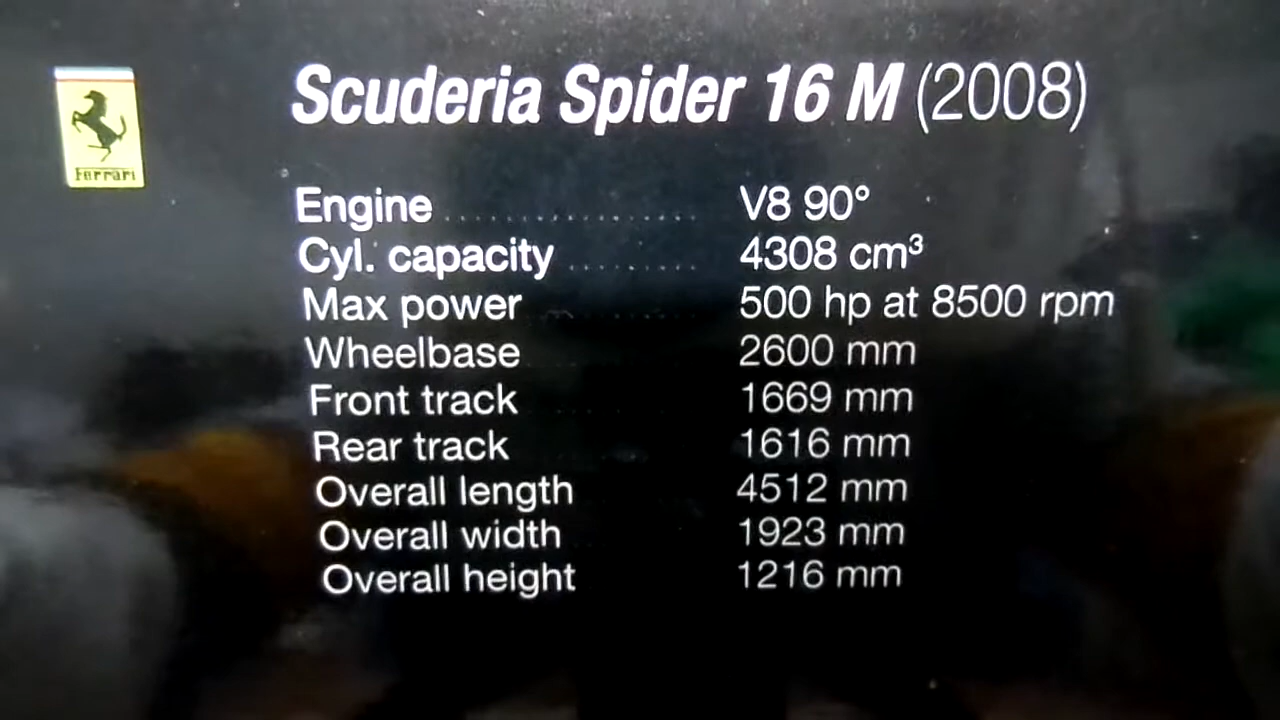 Scuderia Spider 16 M (2008)
Ferrari
Engine .......................... V8 90°
Cyl. capacity ............ 4308 cm³
Max power 500 hp at 8500 rpm
Wheelbase 2600 mm
Front track 1669 mm
Rear track 1616 mm
Overall length 4512 mm
Overall width 1923 mm
Overall height 1216 mm